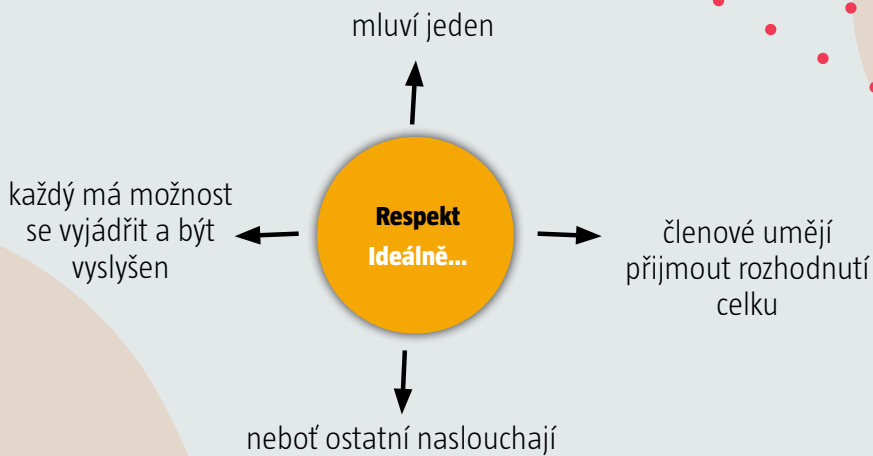 mluví jeden
každý má možnost
se vyjádřit a být
vyslyšen
Respekt
Ideálně...
členové umějí
přijmout rozhodnutí
celku
neboť ostatní naslouchají